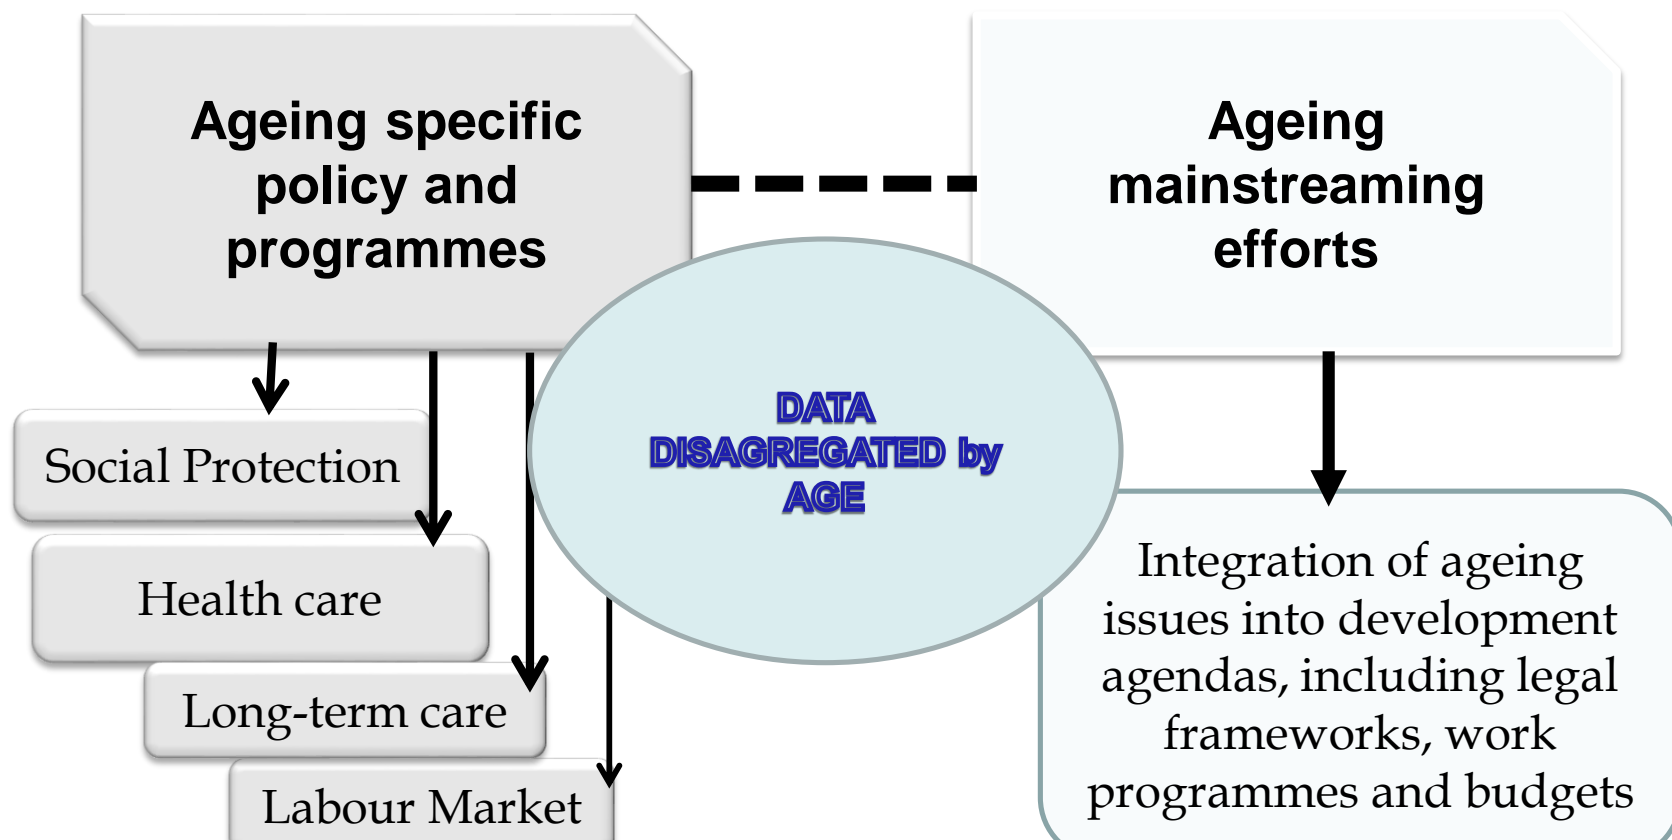 Ageing specific
policy and
programmes
Ageing
mainstreaming
efforts
DATA
DISAGREGATED by
AGE
Social Protection
Health care
Long-term care
Labour Market
Integration of ageing
issues into development
agendas, including legal
frameworks, work
programmes and budgets